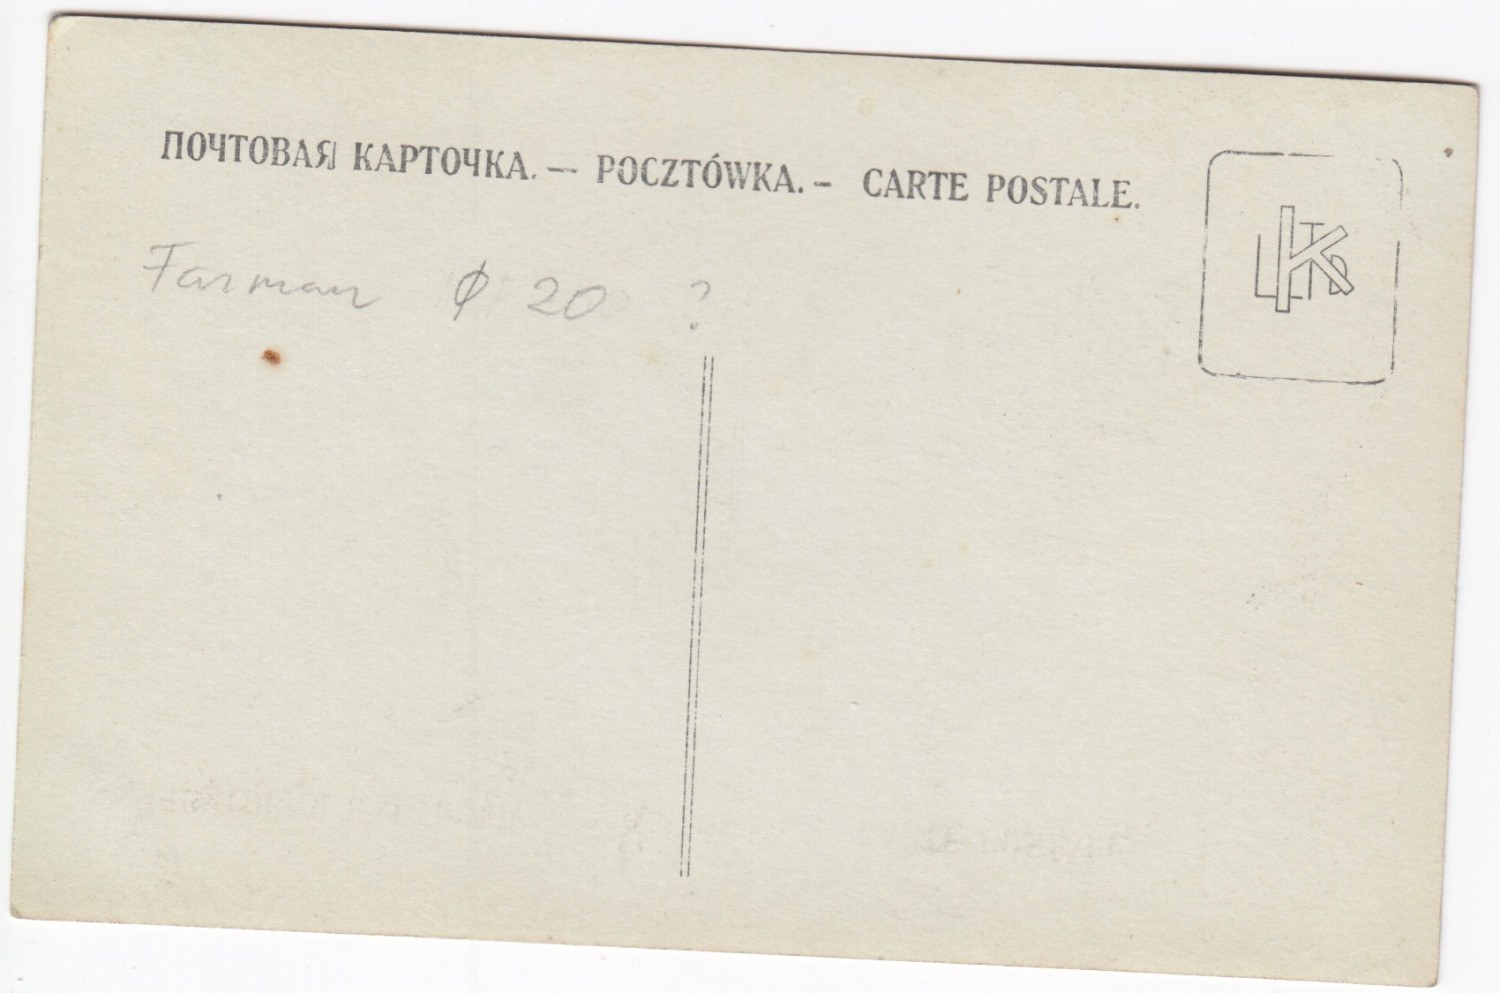 ПОЧТОВАЯ КАРТОЧКА. — POCZTÓWKA. – CARTE POSTALE.
Farman 20 ?